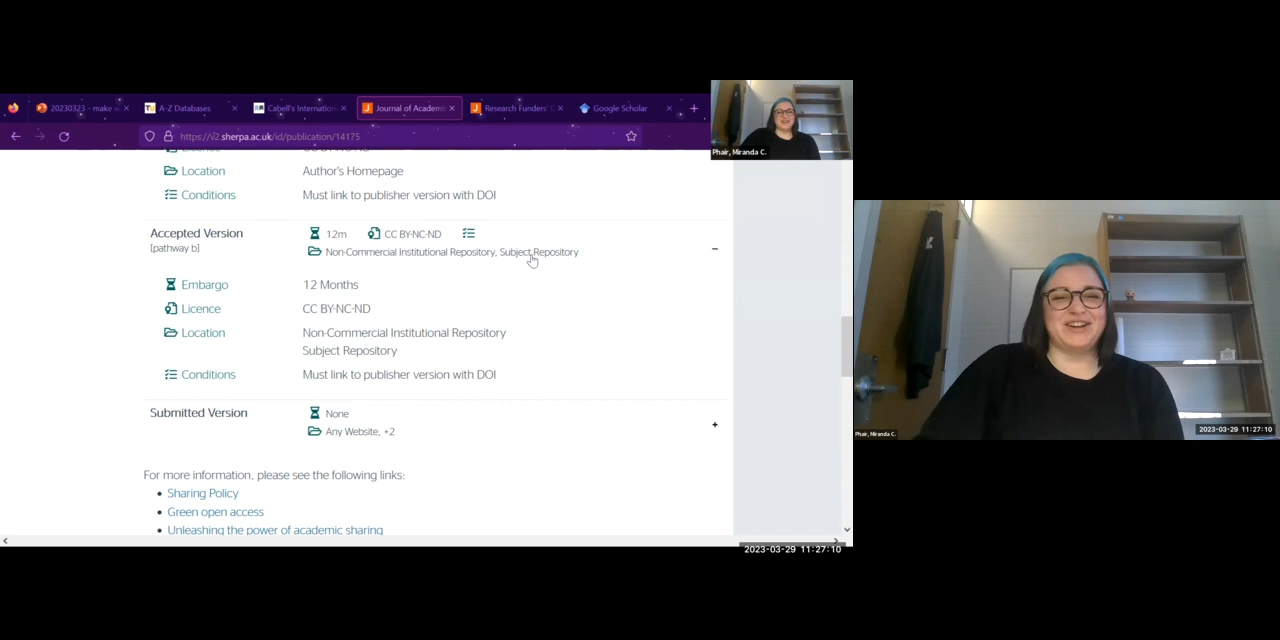 20230323 - make
A-Z Databases
Cabell's Internation
Journal of Academic
Research Funders'
Google Scholar
https://v2.sherpa.ac.uk/id/publication/14175
Phair, Miranda C.
Location Author's Homepage
Conditions Must link to publisher version with DOI
Accepted Version 12m CC BY-NC-ND
[pathway b] Non-Commercial Institutional Repository, Subject Repository
Embargo 12 Months
Licence CC BY-NC-ND
Location Non-Commercial Institutional Repository
Subject Repository
Conditions Must link to publisher version with DOI
Submitted Version None
Any Website, +2
For more information, please see the following links:
• Sharing Policy
• Green open access
• Unleashing the power of academic sharing
2023-03-29 11:27:10
Phair, Miranda C.
2023-03-29 11:27:10